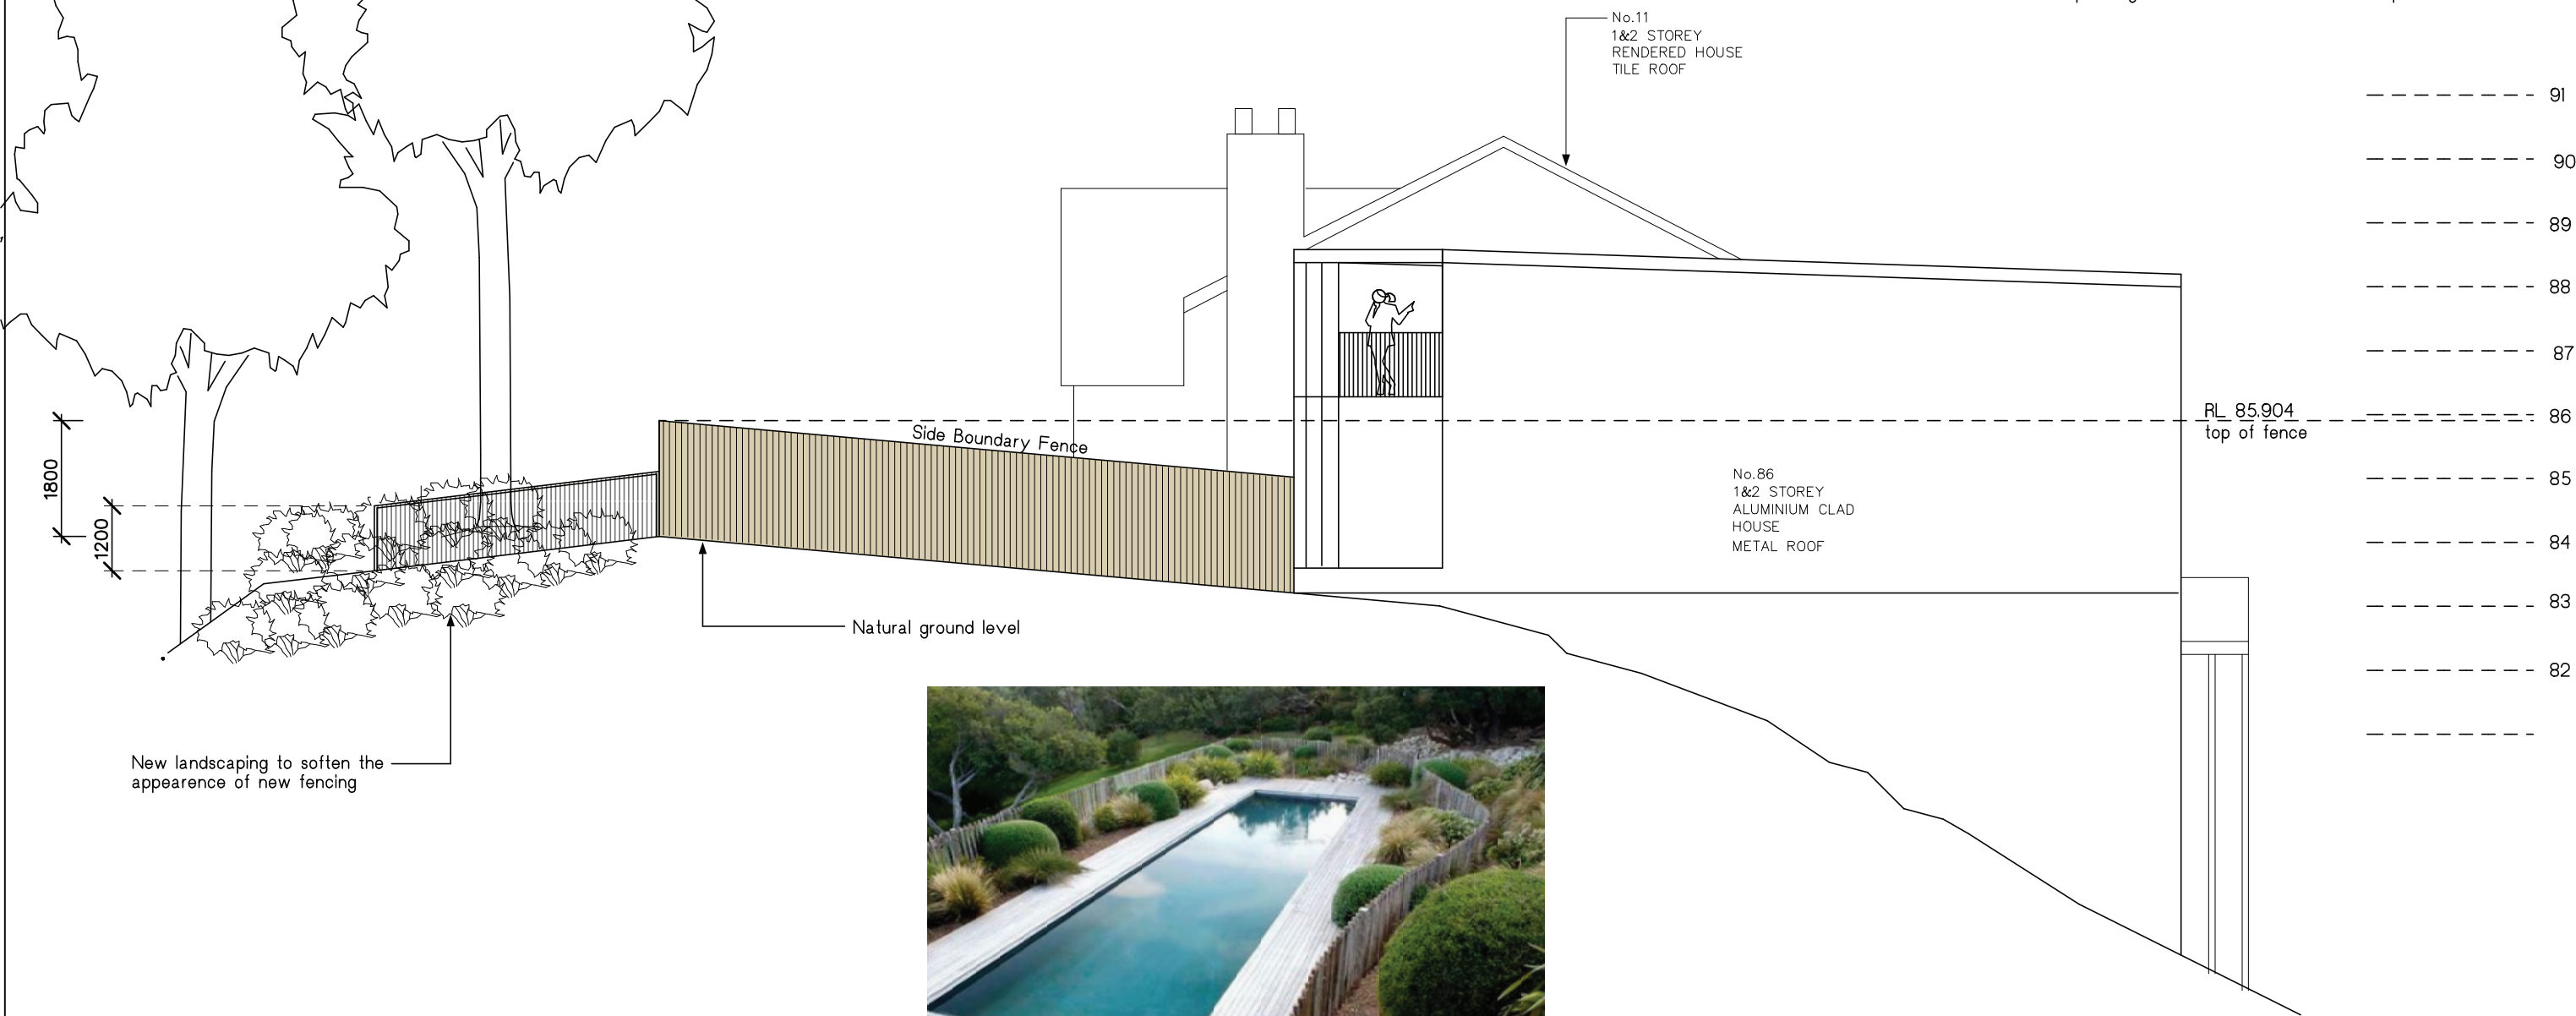 No.11
1&2 STOREY
RENDERED HOUSE
TILE ROOF
91
90
89
88
87
86
RL 85.904
top of fence
Side Boundary Fence
1800
1200
85
No.86
1&2 STOREY
ALUMINIUM CLAD
HOUSE
METAL ROOF
84
83
82
Natural ground level
New landscaping to soften the
appearence of new fencing